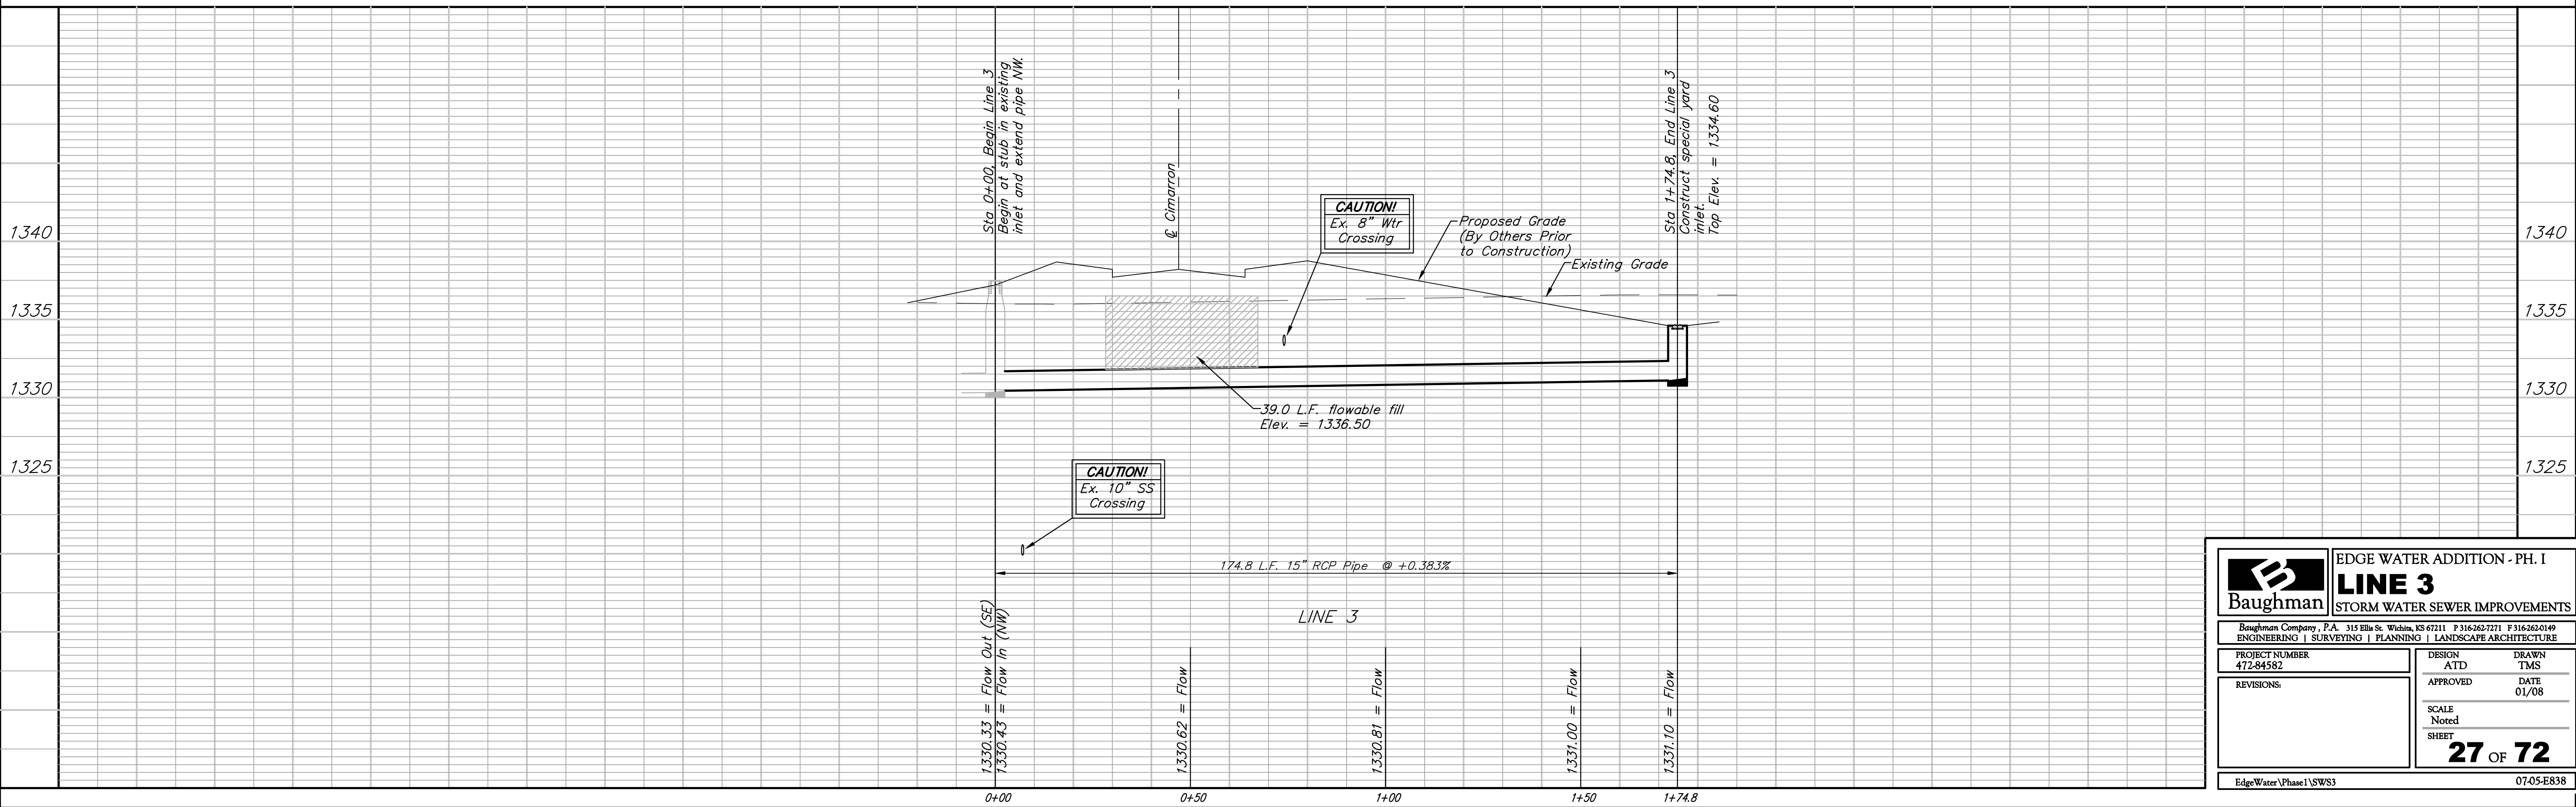 Sta 0+00, Begin Line 3
Begin at stub in existing
inlet and extend pipe NW.
℄ Cimarron
Sta 1+74.8, End Line 3
Construct special yard
inlet.
Top Elev. = 1334.60
CAUTION!
Ex. 8" Wtr
Crossing
Proposed Grade
(By Others Prior
to Construction)
Existing Grade
1340
1335
1330
1325
1340
1335
1330
1325
39.0 L.F. flowable fill
Elev. = 1336.50
CAUTION!
Ex. 10" SS
Crossing
174.8 L.F. 15" RCP Pipe @ +0.383%
LINE 3
1330.33 = Flow Out (SE)
1330.43 = Flow In (NW)
1330.62 = Flow
1330.81 = Flow
1331.00 = Flow
1331.10 = Flow
0+00
0+50
1+00
1+50
1+74.8
B
Baughman
EDGE WATER ADDITION - PH. I
LINE 3
STORM WATER SEWER IMPROVEMENTS
Baughman Company, P.A. 315 Ellis St. Wichita, KS 67211 P 316-262-7271 F 316-262-0149
ENGINEERING | SURVEYING | PLANNING | LANDSCAPE ARCHITECTURE
PROJECT NUMBER
472-84582
REVISIONS:
DESIGN
ATD
DRAWN
TMS
APPROVED
DATE
01/08
SCALE
Noted
SHEET
27 OF 72
EdgeWater\Phase1\SWS3
07-05-E838